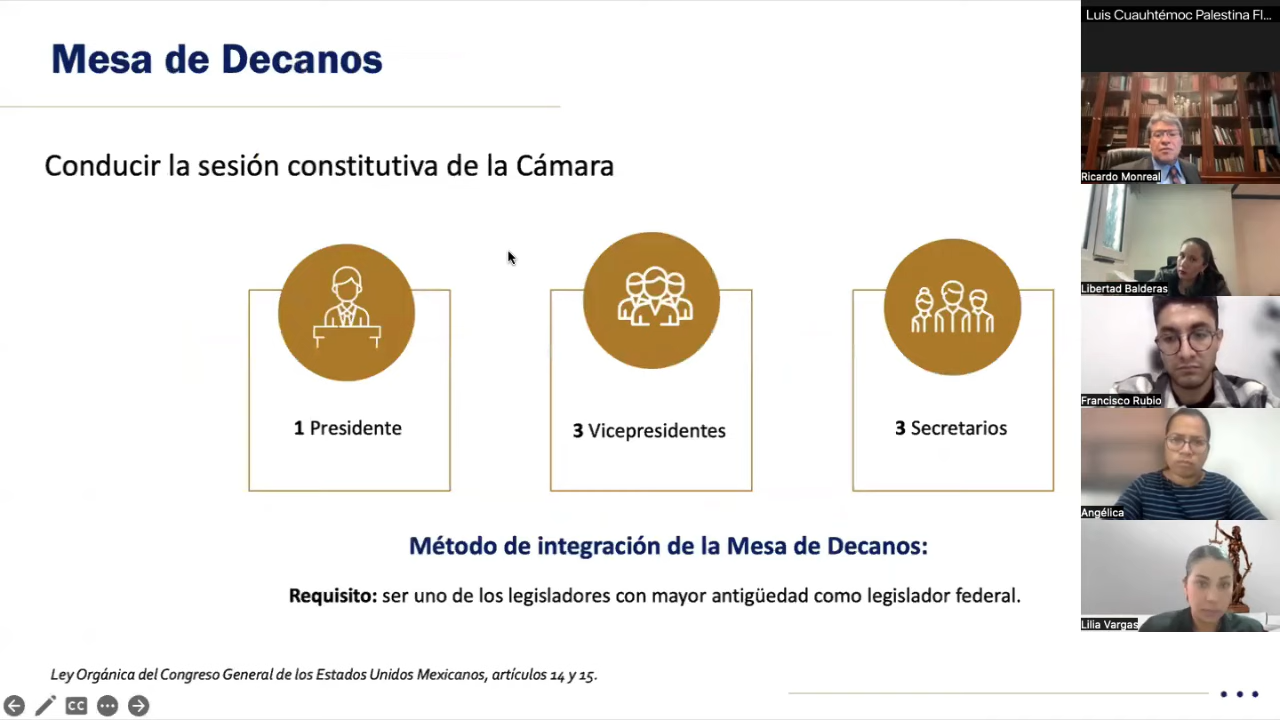 Mesa de Decanos
Conducir la sesión constitutiva de la Cámara
1 Presidente
3 Vicepresidentes
3 Secretarios
Método de integración de la Mesa de Decanos:
Requisito: ser uno de los legisladores con mayor antigüedad como legislador federal.
Ley Orgánica del Congreso General de los Estados Unidos Mexicanos, artículos 14 y 15.
CC
Luis Cuauhtémoc Palestina Fl...
Ricardo Monreal
Libertad Balderas
Francisco Rubio
Angélica
Lilia Vargas